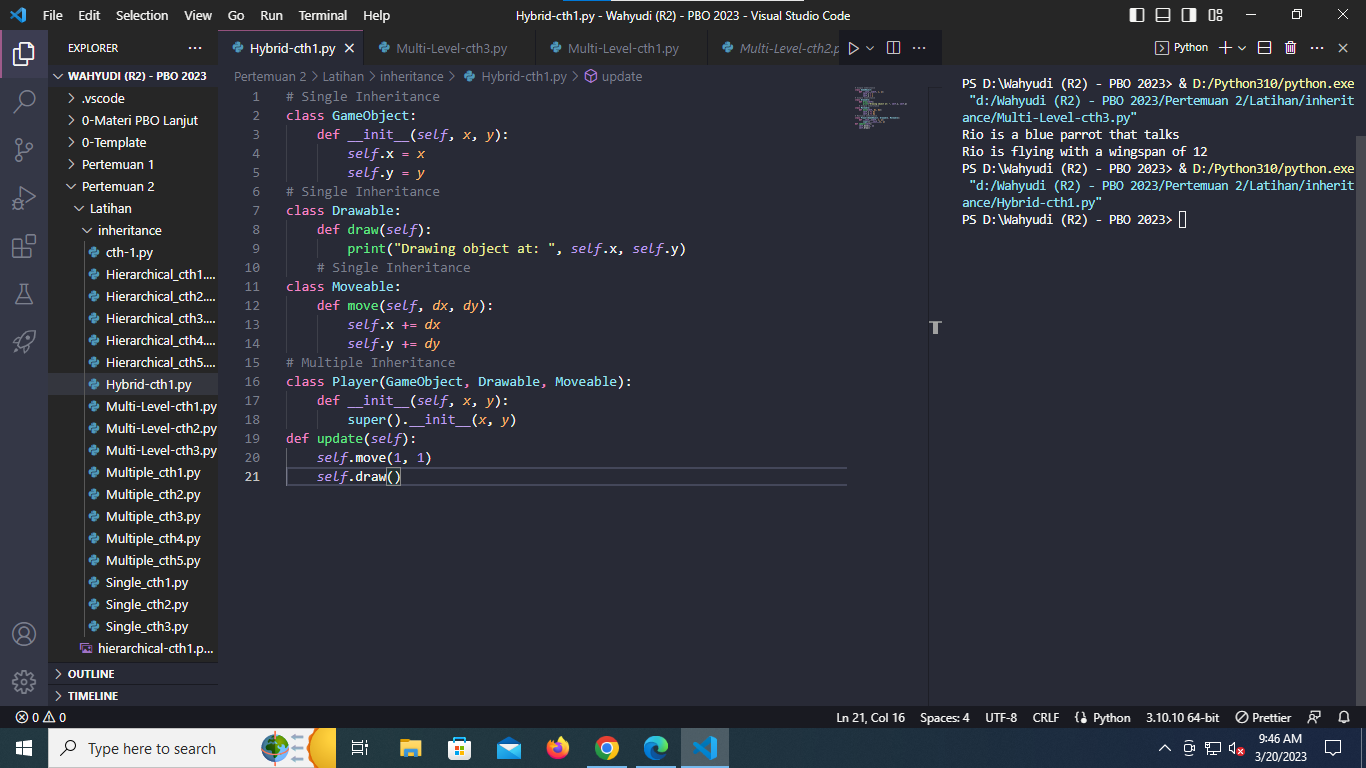 File Edit Selection View Go Run Terminal Help
Hybrid-cth1.py - Wahyudi (R2) - PBO 2023 - Visual Studio Code
EXPLORER
WAHYUDI (R2) - PBO 2023
.vscode
0-Materi PBO Lanjut
0-Template
Pertemuan 1
Pertemuan 2
Latihan
inheritance
cth-1.py
Hierarchical_cth1....
Hierarchical_cth2....
Hierarchical_cth3....
Hierarchical_cth4....
Hierarchical_cth5....
Hybrid-cth1.py
Multi-Level-cth1.py
Multi-Level-cth2.py
Multi-Level-cth3.py
Multiple_cth1.py
Multiple_cth2.py
Multiple_cth3.py
Multiple_cth4.py
Multiple_cth5.py
Single_cth1.py
Single_cth2.py
Single_cth3.py
hierarchical-cth1.p...
OUTLINE
TIMELINE
Hybrid-cth1.py Multi-Level-cth3.py Multi-Level-cth1.py Multi-Level-cth2.p
Pertemuan 2 > Latihan > inheritance > Hybrid-cth1.py > update
1 # Single Inheritance
2 class GameObject:
3     def __init__(self, x, y):
4         self.x = x
5         self.y = y
6 # Single Inheritance
7 class Drawable:
8     def draw(self):
9         print("Drawing object at: ", self.x, self.y)
10     # Single Inheritance
11 class Moveable:
12     def move(self, dx, dy):
13         self.x += dx
14         self.y += dy
15 # Multiple Inheritance
16 class Player(GameObject, Drawable, Moveable):
17     def __init__(self, x, y):
18         super().__init__(x, y)
19 def update(self):
20     self.move(1, 1)
21     self.draw()
Python
PS D:\Wahyudi (R2) - PBO 2023> & D:/Python310/python.exe
"d:/Wahyudi (R2) - PBO 2023/Pertemuan 2/Latihan/inherit
ance/Multi-Level-cth3.py"
Rio is a blue parrot that talks
Rio is flying with a wingspan of 12
PS D:\Wahyudi (R2) - PBO 2023> & D:/Python310/python.exe
"d:/Wahyudi (R2) - PBO 2023/Pertemuan 2/Latihan/inherit
ance/Hybrid-cth1.py"
PS D:\Wahyudi (R2) - PBO 2023>
0 0
Ln 21, Col 16 Spaces: 4 UTF-8 CRLF Python 3.10.10 64-bit Prettier
Type here to search
9:46 AM
3/20/2023